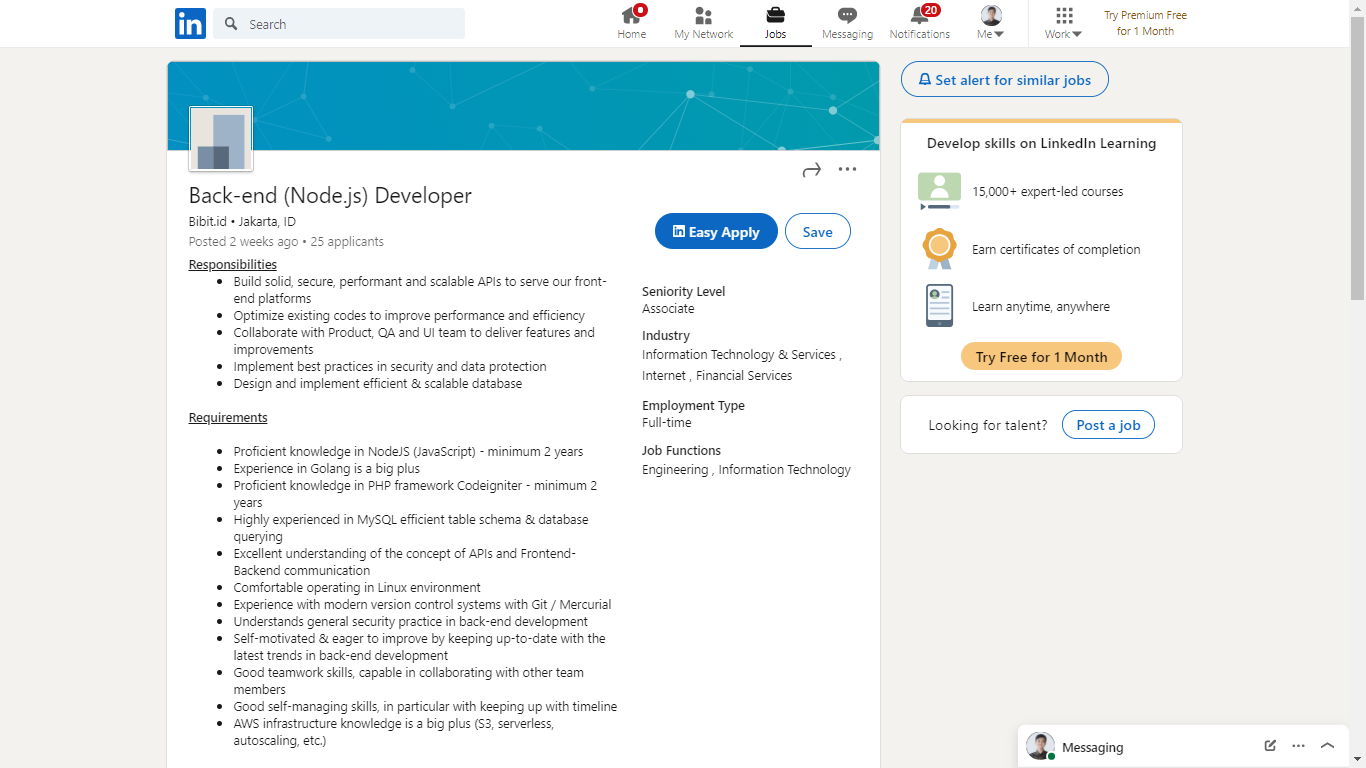 in
Search
Home
My Network
Jobs
Messaging
20
Notifications
Me
Work
Try Premium Free
for 1 Month
Back-end (Node.js) Developer
Bibit.id • Jakarta, ID
Posted 2 weeks ago • 25 applicants
in Easy Apply
Save
Responsibilities
• Build solid, secure, performant and scalable APIs to serve our front-
end platforms
• Optimize existing codes to improve performance and efficiency
• Collaborate with Product, QA and UI team to deliver features and
improvements
• Implement best practices in security and data protection
• Design and implement efficient & scalable database
Requirements
• Proficient knowledge in NodeJS (JavaScript) - minimum 2 years
• Experience in Golang is a big plus
• Proficient knowledge in PHP framework Codeigniter - minimum 2
years
• Highly experienced in MySQL efficient table schema & database
querying
• Excellent understanding of the concept of APIs and Frontend-
Backend communication
• Comfortable operating in Linux environment
• Experience with modern version control systems with Git / Mercurial
• Understands general security practice in back-end development
• Self-motivated & eager to improve by keeping up-to-date with the
latest trends in back-end development
• Good teamwork skills, capable in collaborating with other team
members
• Good self-managing skills, in particular with keeping up with timeline
• AWS infrastructure knowledge is a big plus (S3, serverless,
autoscaling, etc.)
Seniority Level
Associate
Industry
Information Technology & Services ,
Internet , Financial Services
Employment Type
Full-time
Job Functions
Engineering , Information Technology
Set alert for similar jobs
Develop skills on LinkedIn Learning
15,000+ expert-led courses
Earn certificates of completion
Learn anytime, anywhere
Try Free for 1 Month
Looking for talent?
Post a job
Messaging